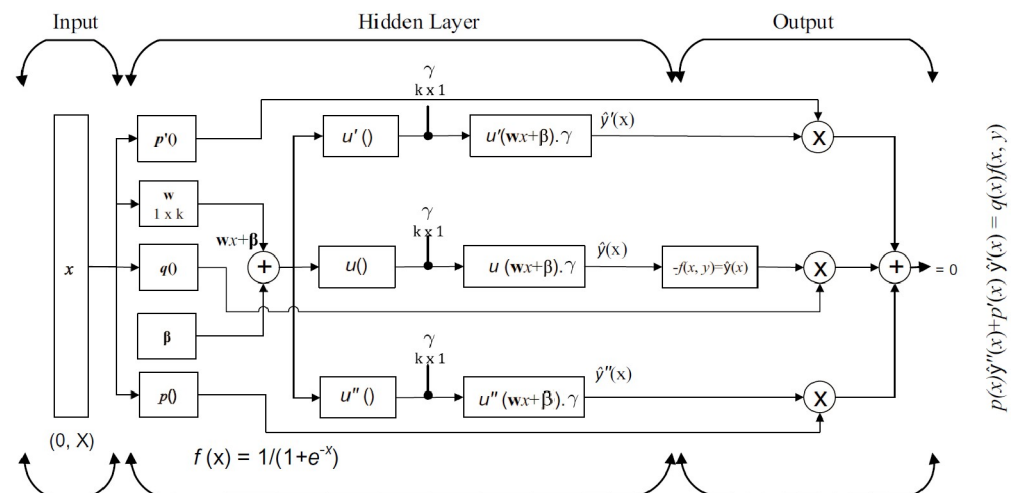 Input
Hidden Layer
Output
γ
k x 1
p'()
u' ()
u'(wx+β).γ
ŷ'(x)
X
w
1 x k
wx+β
γ
k x 1
x
q()
+
u()
u (wx+β).γ
ŷ(x)
-f(x, y)=ŷ(x)
X
+
= 0
β
γ
k x 1
p()
u'' ()
u'' (wx+β).γ
ŷ''(x)
X
(0, X)
f (x) = 1/(1+e^-x)
p(x)ŷ''(x)+p'(x) ŷ'(x) = q(x)f(x, y)